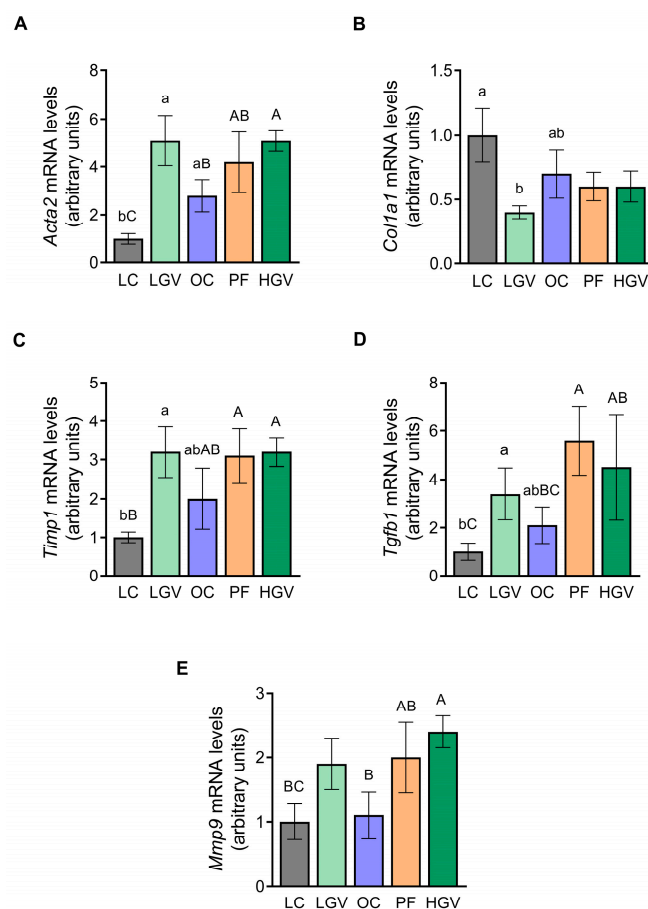 A
Acta2 mRNA levels
(arbitrary units)
8
6
4
2
0
bC
a
aB
AB
A
LC LGV OC PF HGV
B
Col1a1 mRNA levels
(arbitrary units)
1.5
1.0
0.5
0.0
a
b
ab
LC LGV OC PF HGV
C
Timp1 mRNA levels
(arbitrary units)
5
4
3
2
1
0
bB
a
abAB
A
A
LC LGV OC PF HGV
D
Tgfb1 mRNA levels
(arbitrary units)
8
6
4
2
0
bC
a
abBC
A
AB
LC LGV OC PF HGV
E
Mmp9 mRNA levels
(arbitrary units)
3
2
1
0
BC
B
AB
A
LC LGV OC PF HGV